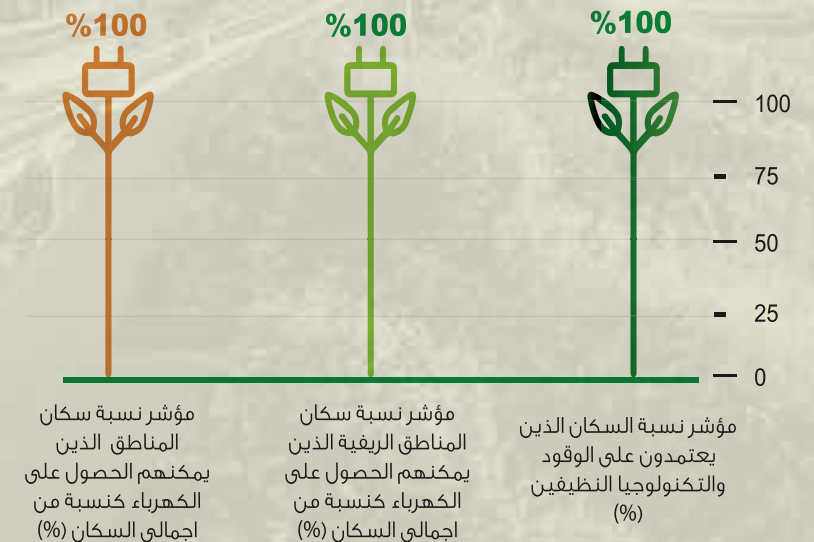 %100
%100
%100
100
75
50
25
0
مؤشر نسبة السكان الذين
يعتمدون على الوقود
والتكنولوجيا النظيفين
(%)
مؤشر نسبة سكان
المناطق الريفية الذين
يمكنهم الحصول على
الكهرباء كنسبة من
اجمالي السكان (%)
مؤشر نسبة سكان
المناطق الذين
يمكنهم الحصول على
الكهرباء كنسبة من
اجمالي السكان (%)